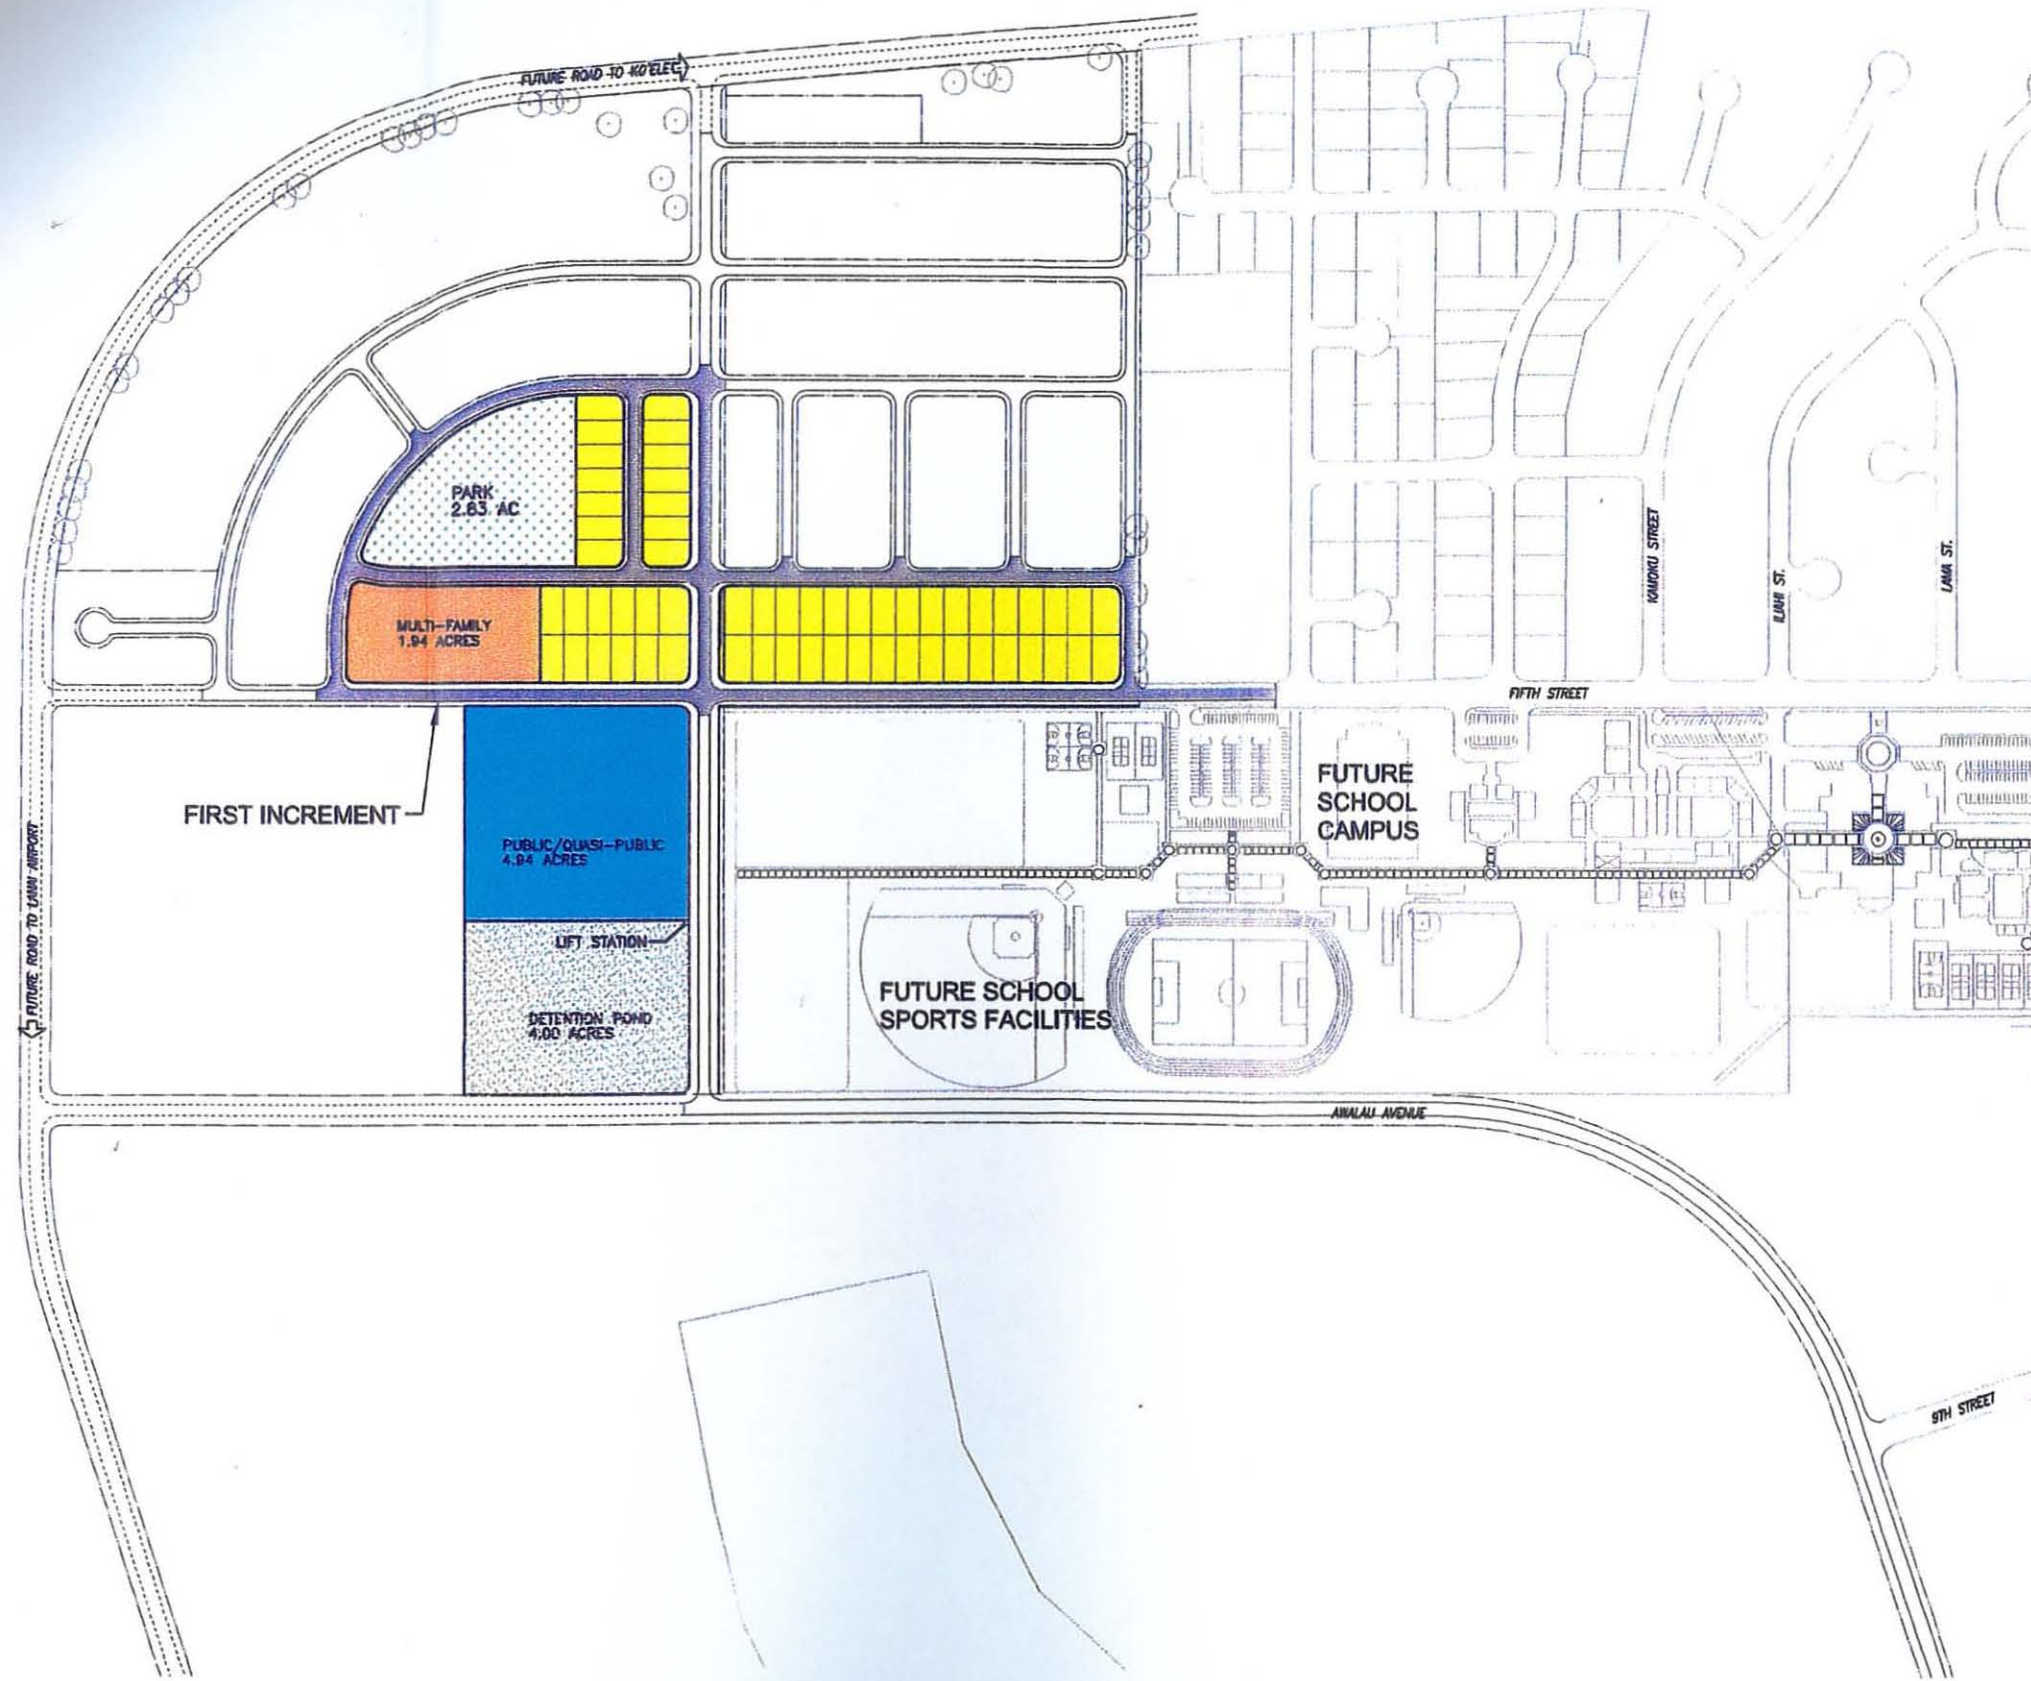 FUTURE ROAD TO KO'ELE
PARK
2.63 AC
KAMOKU STREET
ILIAHI ST.
LAMA ST.
MULTI-FAMILY
1.94 ACRES
FIFTH STREET
FIRST INCREMENT
FUTURE
SCHOOL
CAMPUS
PUBLIC/QUASI-PUBLIC
4.94 ACRES
FUTURE ROAD TO LANAI AIRPORT
LIFT STATION
FUTURE SCHOOL
SPORTS FACILITIES
DETENTION POND
4.00 ACRES
AWALAU AVENUE
9TH STREET